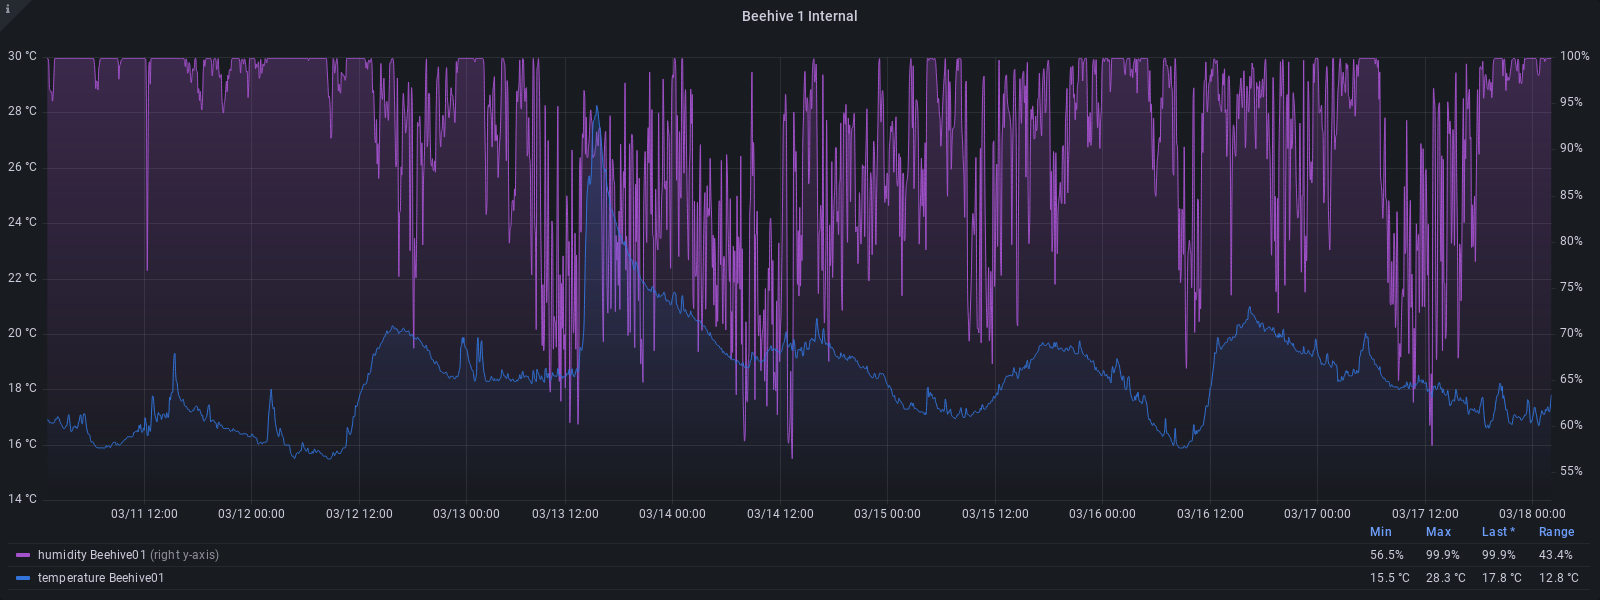 i
Beehive 1 Internal
30 °C 100%
28 °C 95%
26 °C 90%
24 °C 85%
22 °C 80%
20 °C 75%
18 °C 70%
16 °C 65%
14 °C 60%
55%
03/11 12:00 03/12 00:00 03/12 12:00 03/13 00:00 03/13 12:00 03/14 00:00 03/14 12:00 03/15 00:00 03/15 12:00 03/16 00:00 03/16 12:00 03/17 00:00 03/17 12:00 03/18 00:00
Min Max Last * Range
humidity Beehive01 (right y-axis) 56.5% 99.9% 99.9% 43.4%
temperature Beehive01 15.5 °C 28.3 °C 17.8 °C 12.8 °C